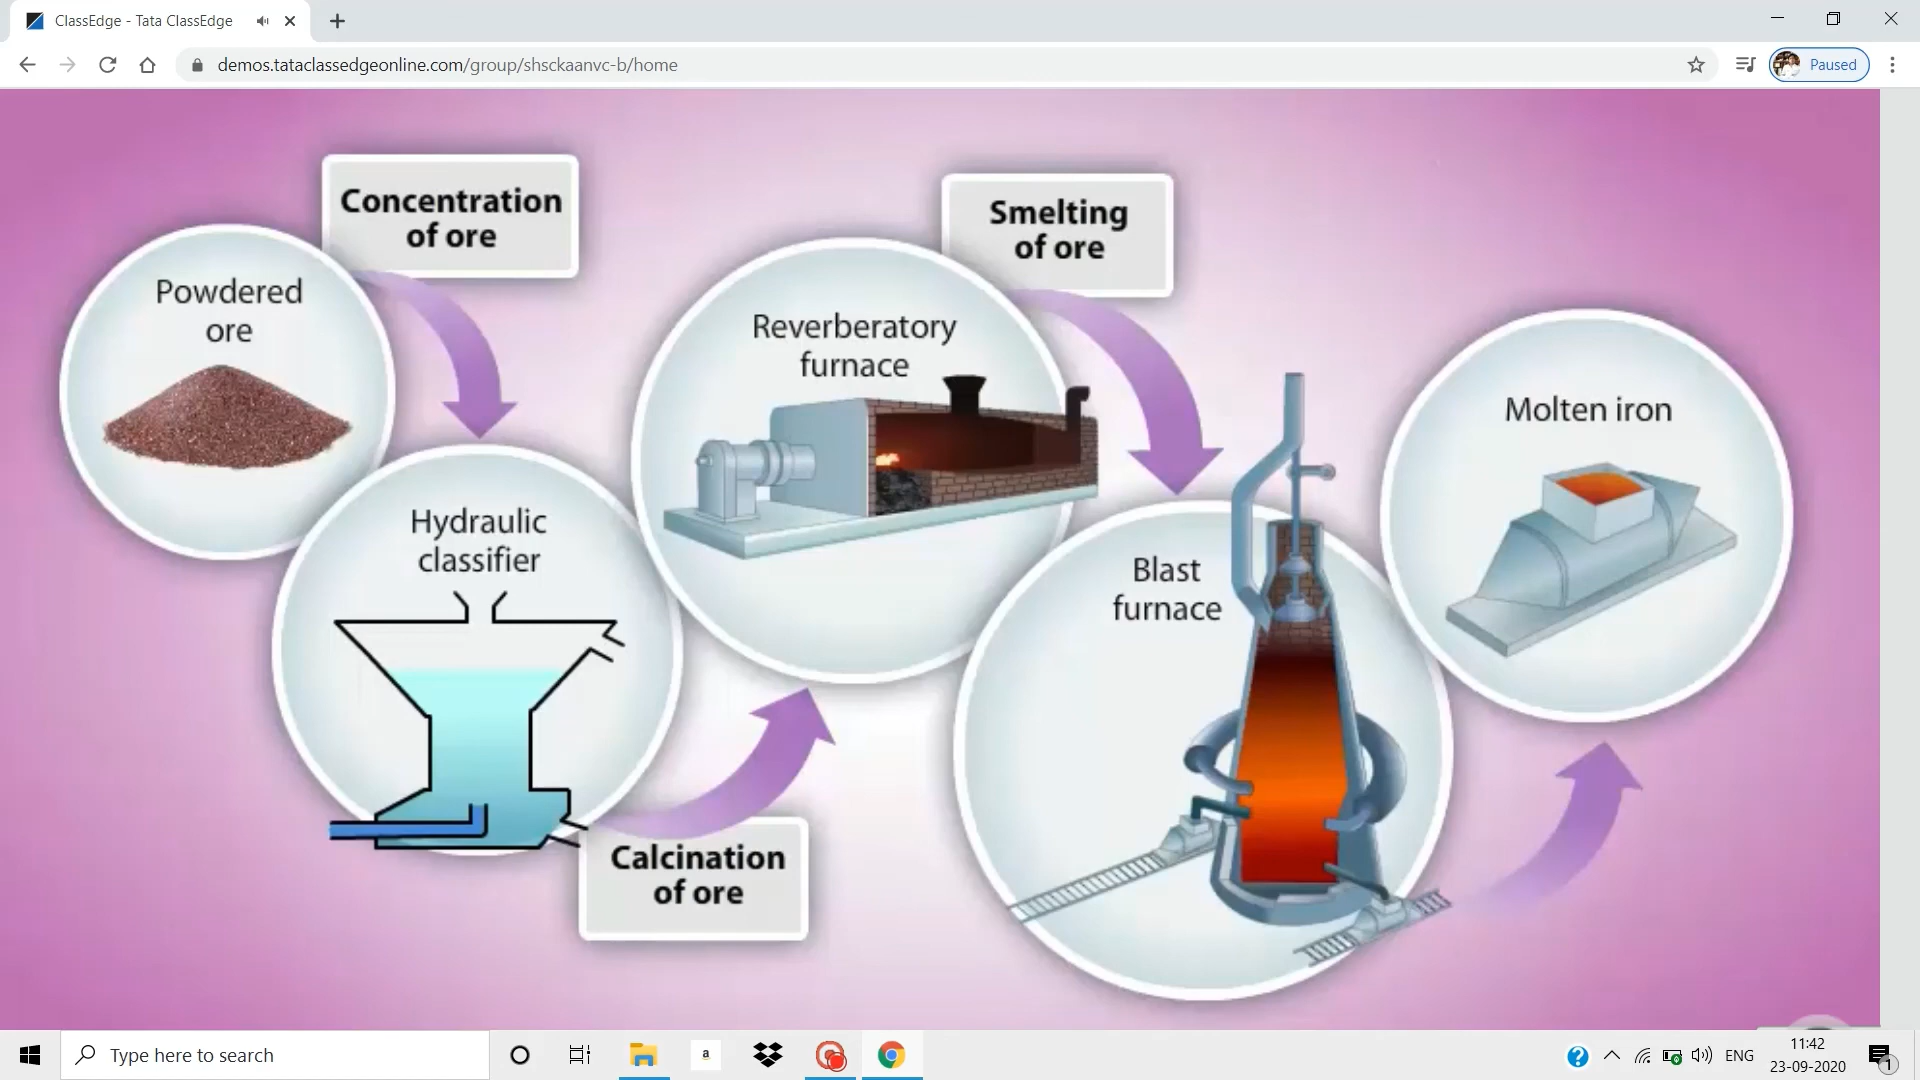 ClassEdge - Tata ClassEdge
demos.tataclassedgeonline.com/group/shsckaanvc-b/home
Paused
Concentration
of ore
Powdered
ore
Hydraulic
classifier
Calcination
of ore
Reverberatory
furnace
Smelting
of ore
Blast
furnace
Molten iron
Type here to search
a
ENG
11:42
23-09-2020
1